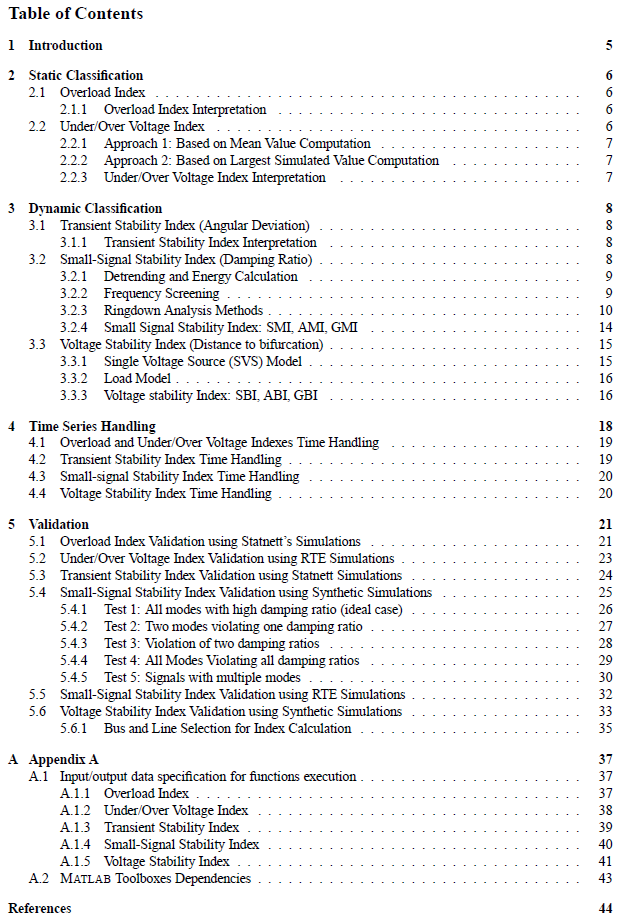 Table of Contents
1 Introduction 5
2 Static Classification 6
2.1 Overload Index . . . . . . . . . . . . . . . . . . . . . . . . . . . . . . 6
2.1.1 Overload Index Interpretation . . . . . . . . . . . . . . . . . . . . 6
2.2 Under/Over Voltage Index . . . . . . . . . . . . . . . . . . . . . . . . 6
2.2.1 Approach 1: Based on Mean Value Computation . . . . . . . . . . . . 7
2.2.2 Approach 2: Based on Largest Simulated Value Computation . . . . . . . 7
2.2.3 Under/Over Voltage Index Interpretation . . . . . . . . . . . . . . . 7
3 Dynamic Classification 8
3.1 Transient Stability Index (Angular Deviation) . . . . . . . . . . . . . . . . 8
3.1.1 Transient Stability Index Interpretation . . . . . . . . . . . . . . . . 8
3.2 Small-Signal Stability Index (Damping Ratio) . . . . . . . . . . . . . . . . 8
3.2.1 Detrending and Energy Calculation . . . . . . . . . . . . . . . . . . 9
3.2.2 Frequency Screening . . . . . . . . . . . . . . . . . . . . . . . . 9
3.2.3 Ringdown Analysis Methods . . . . . . . . . . . . . . . . . . . . . 10
3.2.4 Small Signal Stability Index: SMI, AMI, GMI . . . . . . . . . . . . . 14
3.3 Voltage Stability Index (Distance to bifurcation) . . . . . . . . . . . . . . . 15
3.3.1 Single Voltage Source (SVS) Model . . . . . . . . . . . . . . . . . . 15
3.3.2 Load Model . . . . . . . . . . . . . . . . . . . . . . . . . . . . 16
3.3.3 Voltage stability Index: SBI, ABI, GBI . . . . . . . . . . . . . . . . 16
4 Time Series Handling 18
4.1 Overload and Under/Over Voltage Indexes Time Handling . . . . . . . . . . . 19
4.2 Transient Stability Index Time Handling . . . . . . . . . . . . . . . . . . . 19
4.3 Small-signal Stability Index Time Handling . . . . . . . . . . . . . . . . . 20
4.4 Voltage Stability Index Time Handling . . . . . . . . . . . . . . . . . . . 20
5 Validation 21
5.1 Overload Index Validation using Statnett's Simulations . . . . . . . . . . . . . 21
5.2 Under/Over Voltage Index Validation using RTE Simulations . . . . . . . . . . 23
5.3 Transient Stability Index Validation using Statnett Simulations . . . . . . . . . 24
5.4 Small-Signal Stability Index Validation using Synthetic Simulations . . . . . . . . 25
5.4.1 Test 1: All modes with high damping ratio (ideal case) . . . . . . . . . . 26
5.4.2 Test 2: Two modes violating one damping ratio . . . . . . . . . . . . . 27
5.4.3 Test 3: Violation of two damping ratios . . . . . . . . . . . . . . . . 28
5.4.4 Test 4: All Modes Violating all damping ratios . . . . . . . . . . . . . 29
5.4.5 Test 5: Signals with multiple modes . . . . . . . . . . . . . . . . . . 30
5.5 Small-Signal Stability Index Validation using RTE Simulations . . . . . . . . . . 32
5.6 Voltage Stability Index Validation using Synthetic Simulations . . . . . . . . . . 33
5.6.1 Bus and Line Selection for Index Calculation . . . . . . . . . . . . . . 35
A Appendix A 37
A.1 Input/output data specification for functions execution . . . . . . . . . . . . . 37
A.1.1 Overload Index . . . . . . . . . . . . . . . . . . . . . . . . . . . 37
A.1.2 Under/Over Voltage Index . . . . . . . . . . . . . . . . . . . . . . 38
A.1.3 Transient Stability Index . . . . . . . . . . . . . . . . . . . . . . . 39
A.1.4 Small-Signal Stability Index . . . . . . . . . . . . . . . . . . . . . 40
A.1.5 Voltage Stability Index . . . . . . . . . . . . . . . . . . . . . . . . 41
A.2 MATLAB Toolboxes Dependencies . . . . . . . . . . . . . . . . . . . . . 43
References 44